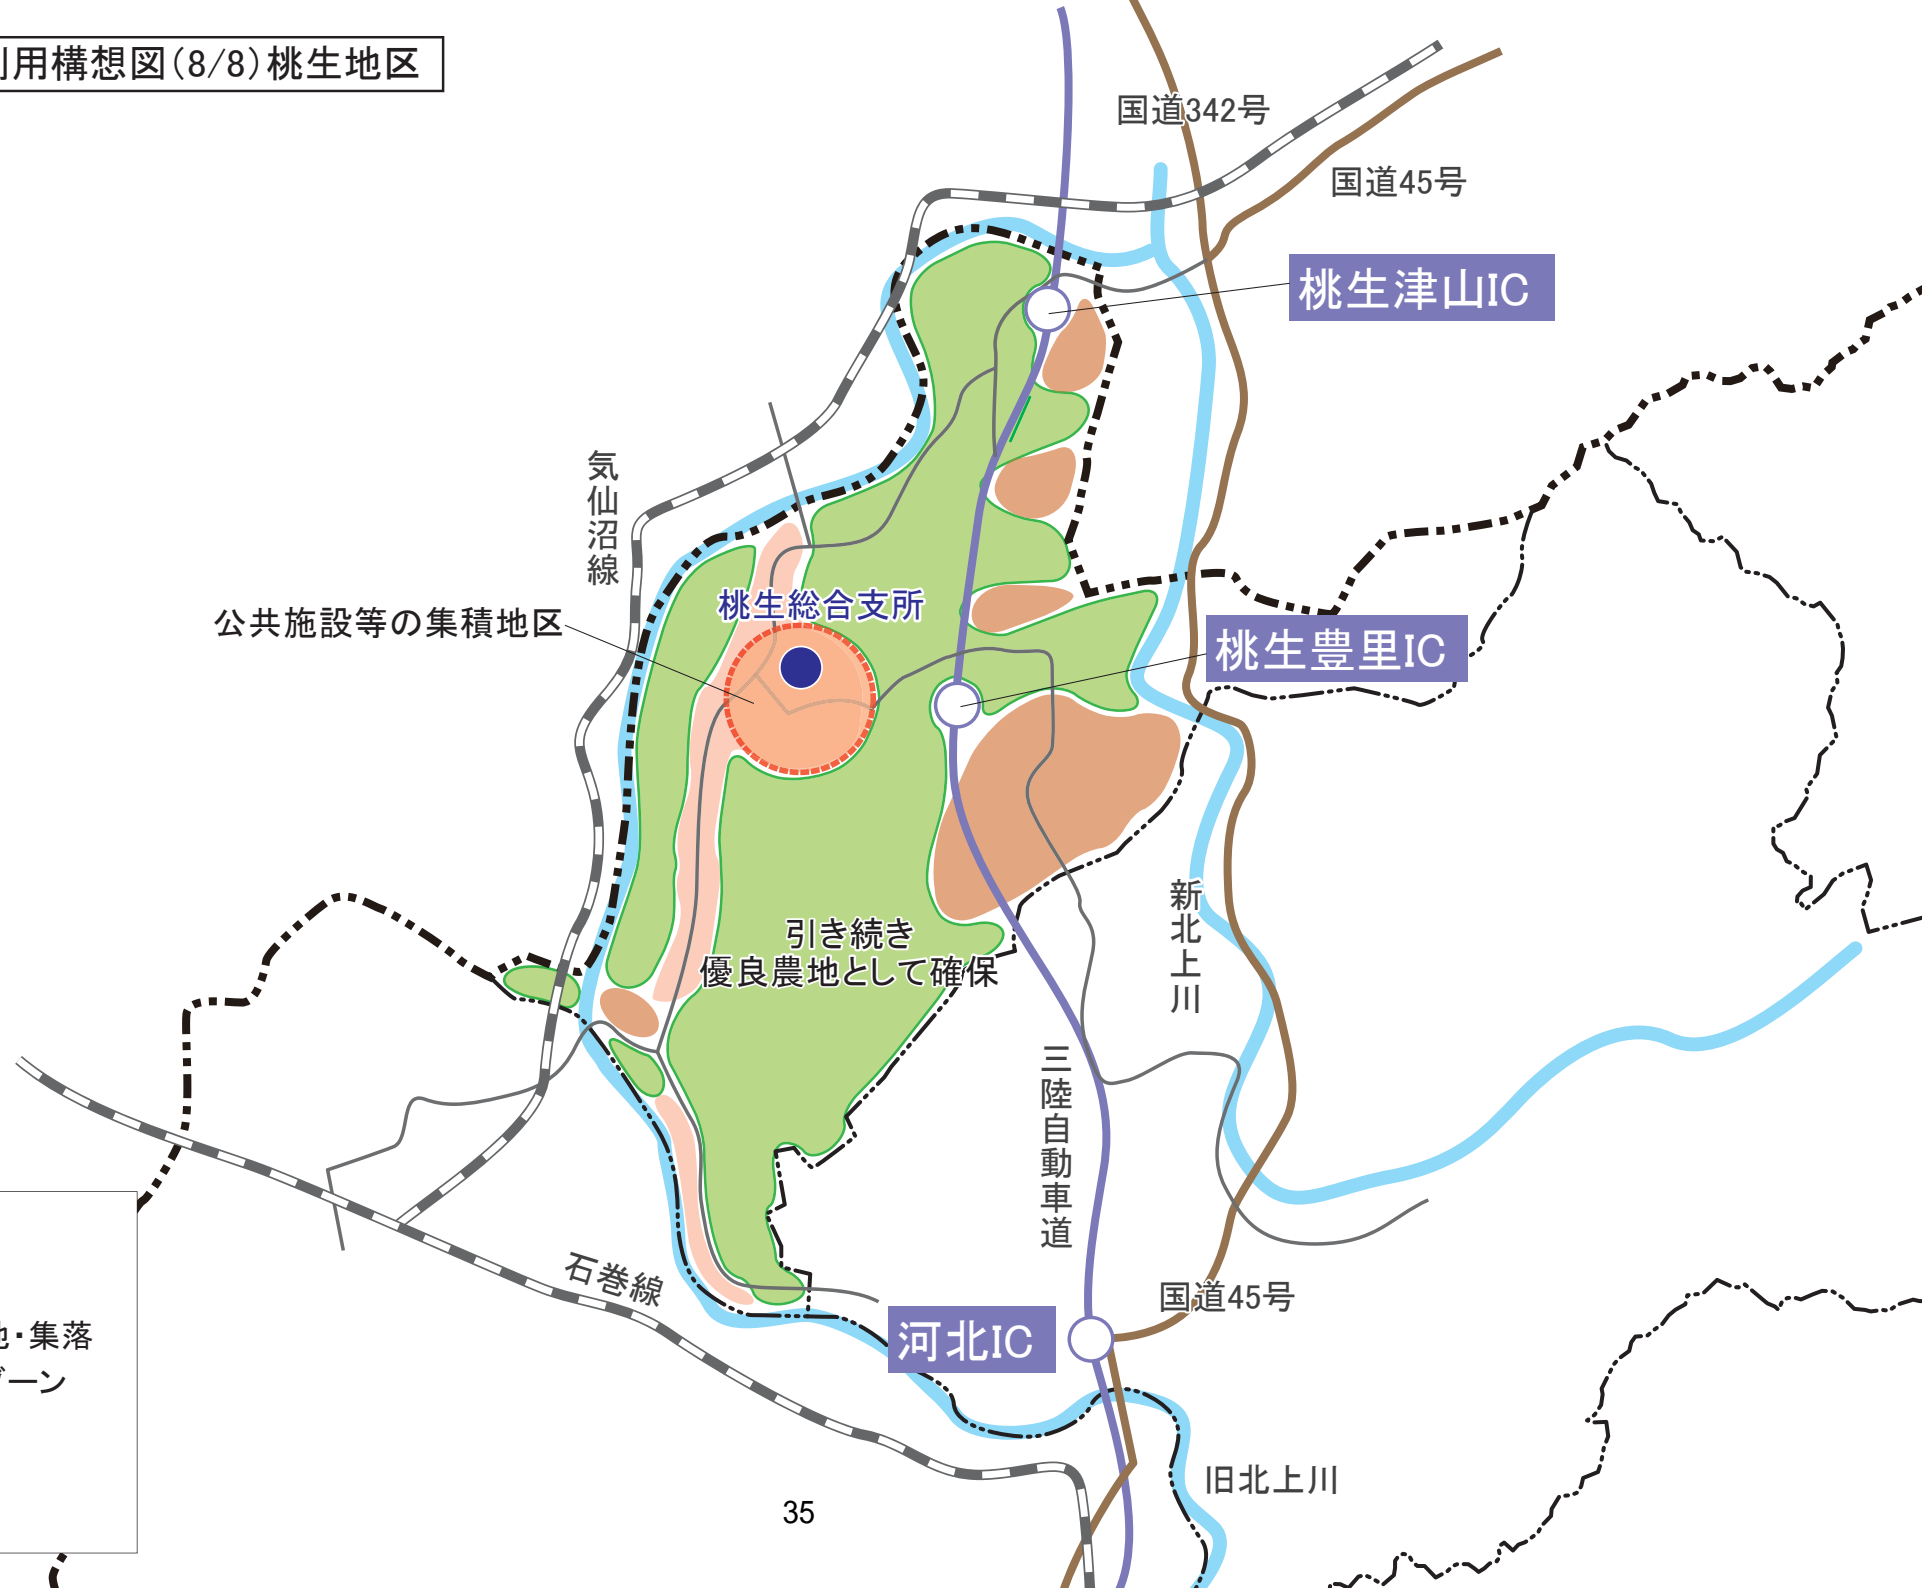 用構想図(8/8)桃生地区
国道342号
国道45号
桃生津山IC
気仙沼線
桃生総合支所
公共施設等の集積地区
桃生豊里IC
新北上川
引き続き
優良農地として確保
三陸自動車道
石巻線
国道45号
河北IC
・集落
ゾーン
旧北上川
35